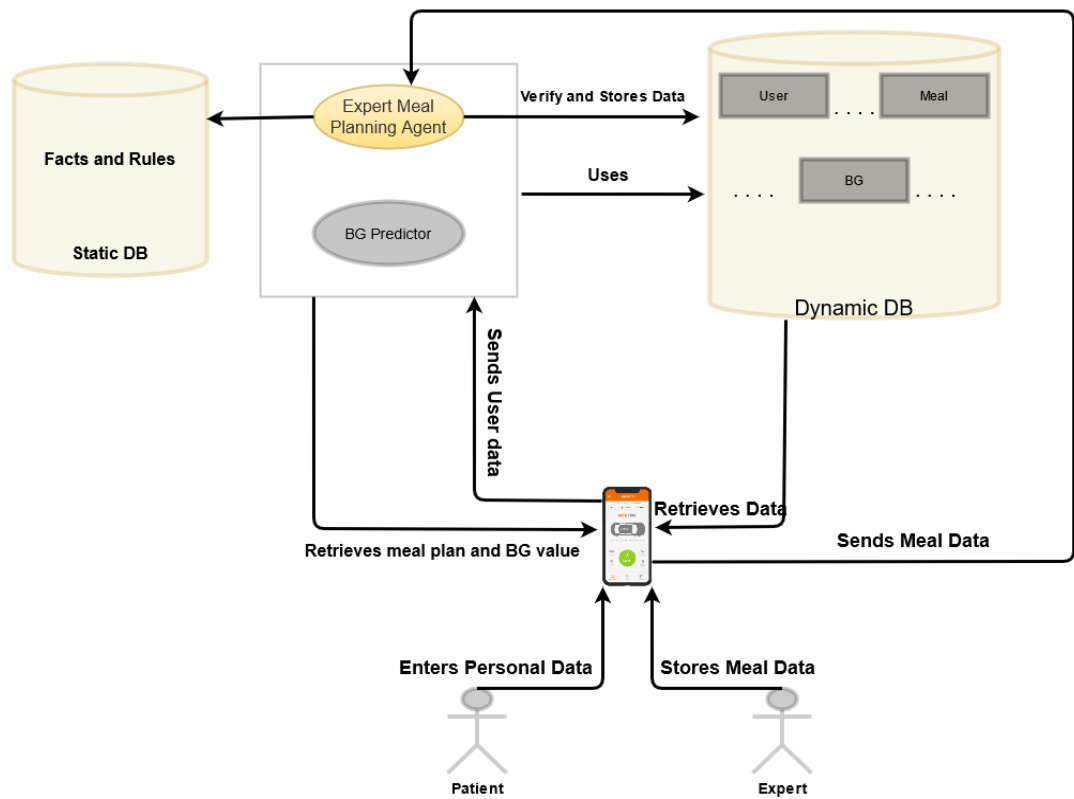 Expert Meal
Planning Agent
Verify and Stores Data
User
. . . .
Meal
Facts and Rules
Uses
BG
. . . .
. . . .
BG Predictor
Static DB
Dynamic DB
Sends User data
Retrieves Data
Sends Meal Data
Retrieves meal plan and BG value
Enters Personal Data
Stores Meal Data
Patient
Expert